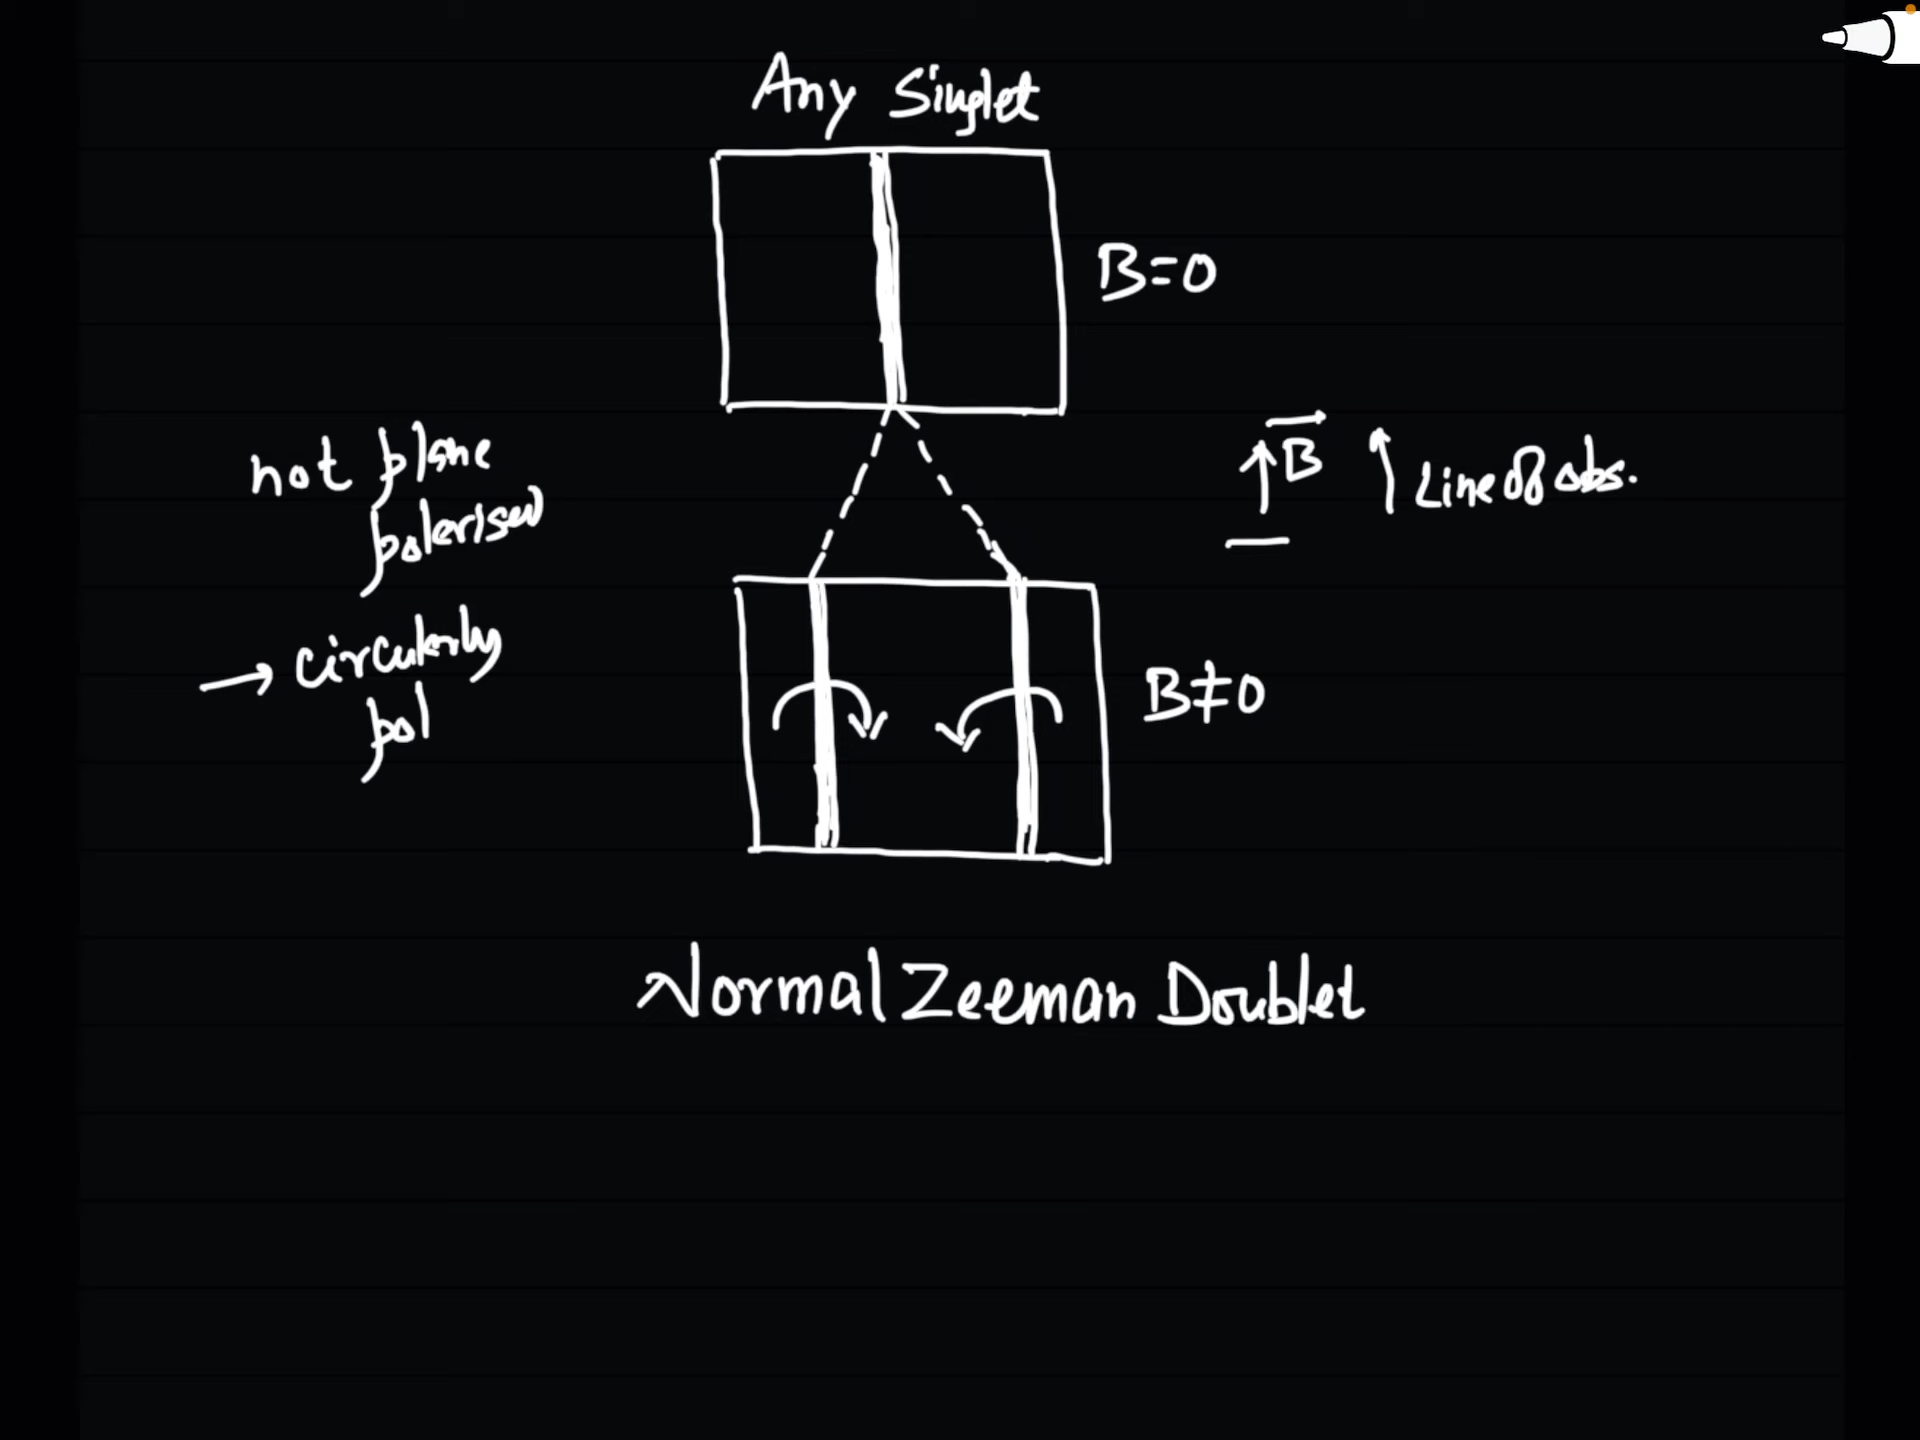 Any Singlet
B=0
not plane
polarised
→ circularly
pol
↑B⃗ ↑ Line of obs.
B≠0
Normal Zeeman Doublet